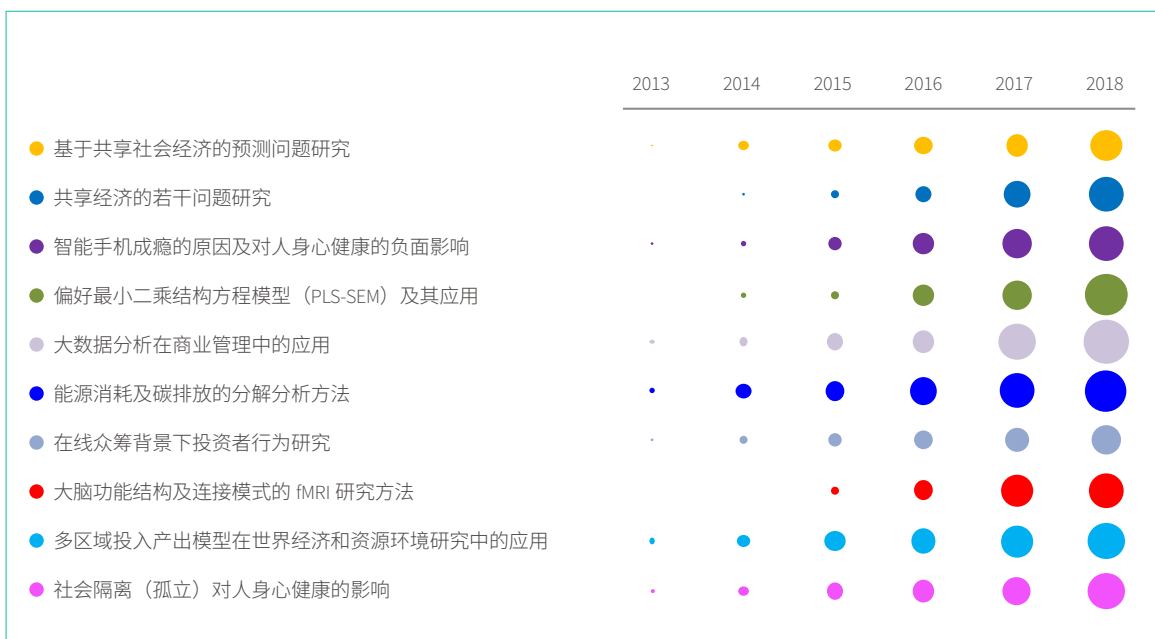 2013 2014 2015 2016 2017 2018
基于共享社会经济的预测问题研究
共享经济的若干问题研究
智能手机成瘾的原因及对人身心健康的负面影响
偏好最小二乘结构方程模型（PLS-SEM）及其应用
大数据分析在商业管理中的应用
能源消耗及碳排放的分解分析方法
在线众筹背景下投资者行为研究
大脑功能结构及连接模式的 fMRI 研究方法
多区域投入产出模型在世界经济和资源环境研究中的应用
社会隔离（孤立）对人身心健康的影响